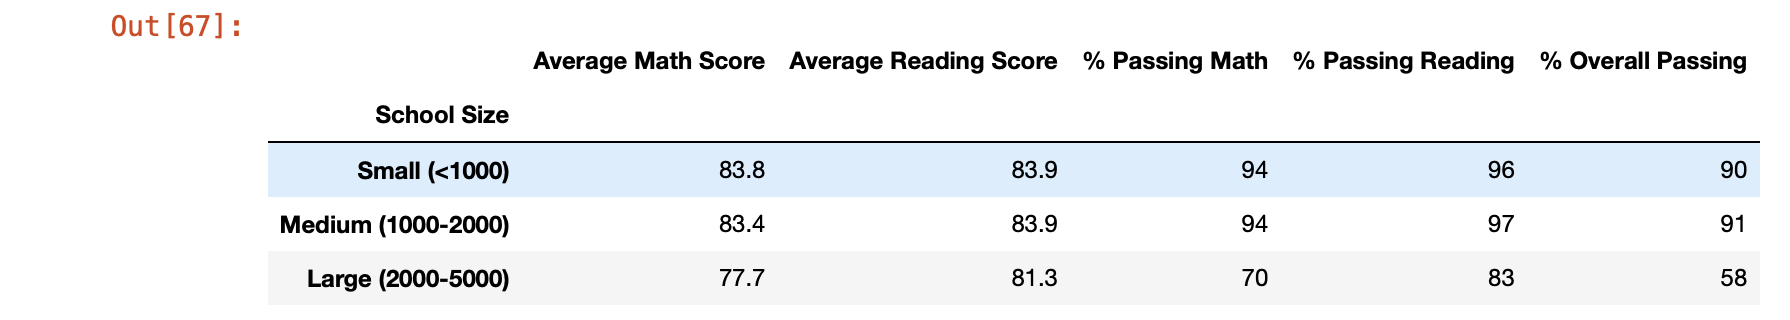 Out[67]:
Average Math Score Average Reading Score % Passing Math % Passing Reading % Overall Passing
School Size
Small (<1000) 83.8 83.9 94 96 90
Medium (1000-2000) 83.4 83.9 94 97 91
Large (2000-5000) 77.7 81.3 70 83 58